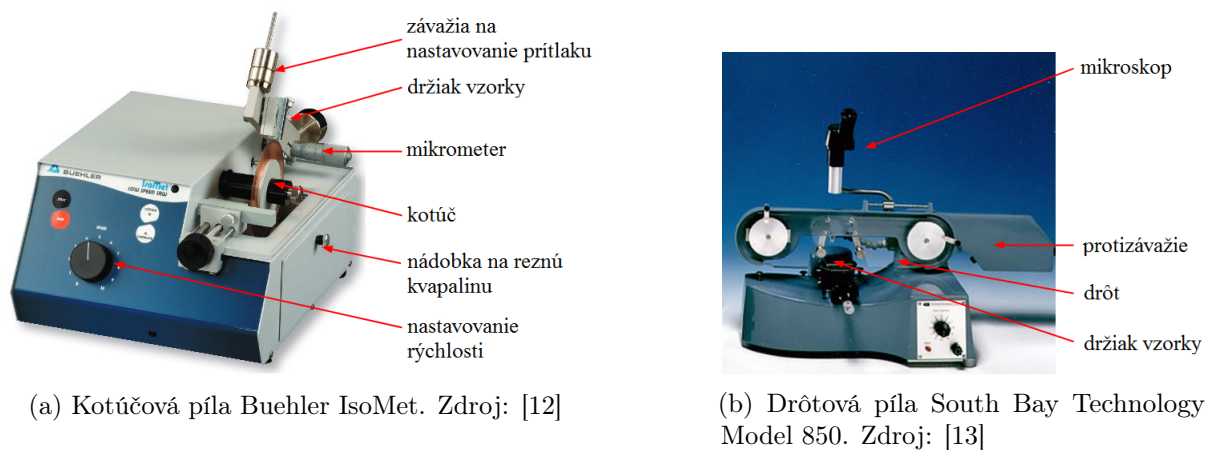 závažia na
nastavovanie prítlaku
držiak vzorky
mikrometer
kotúč
nádobka na reznú
kvapalinu
nastavovanie
rýchlosti
BUEHLER
IsoMet
LOW SPEED SAW
SPEED
(a) Kotúčová píla Buehler IsoMet. Zdroj: [12]
mikroskop
protizávažie
drôt
držiak vzorky
(b) Drôtová píla South Bay Technology
Model 850. Zdroj: [13]